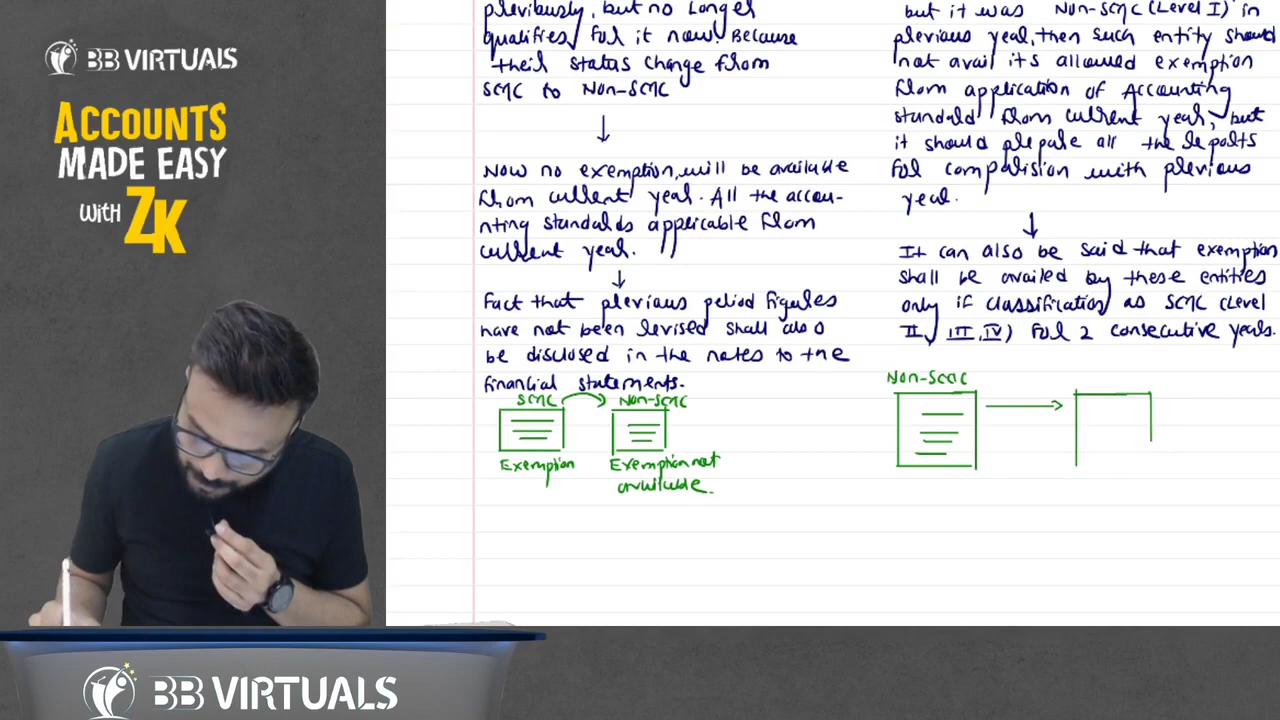 BB VIRTUALS
ACCOUNTS
MADE EASY
WITH ZK
previously, but no longer
qualifies for it now. Because
their status change from
SMC to Non-SMC
Now no exemption will be available
from current year. All the accou-
nting standards applicable from
current year.
Fact that previous period figures
have not been revised shall also
be disclosed in the notes to the
financial statements.
SMC Non-SMC
Exemption Exemption not
available.
but it was Non-SMC (Level I) in
previous year, then such entity should
not avail its allowed exemption
from application of Accounting
standard from current year, but
it should prepare all the reports
for comparision with previous
year.
It can also be said that exemption
shall be availed by these entities
only if classification as SMC (Level
II, III, IV) for 2 consecutive years.
Non-SMC
BB VIRTUALS